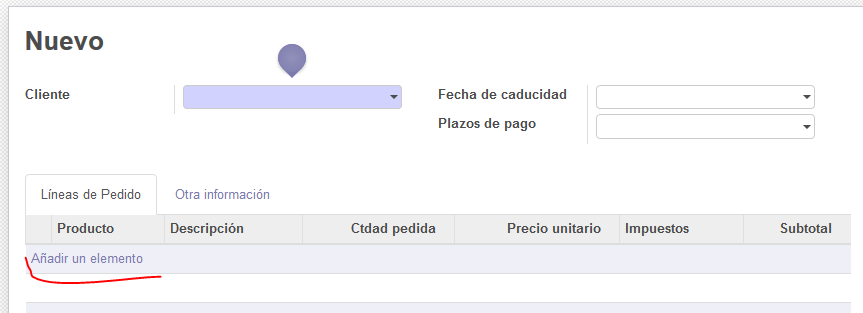 Nuevo
Cliente
Fecha de caducidad
Plazos de pago
Líneas de Pedido
Otra información
Producto Descripción Ctdad pedida Precio unitario Impuestos Subtotal
Añadir un elemento